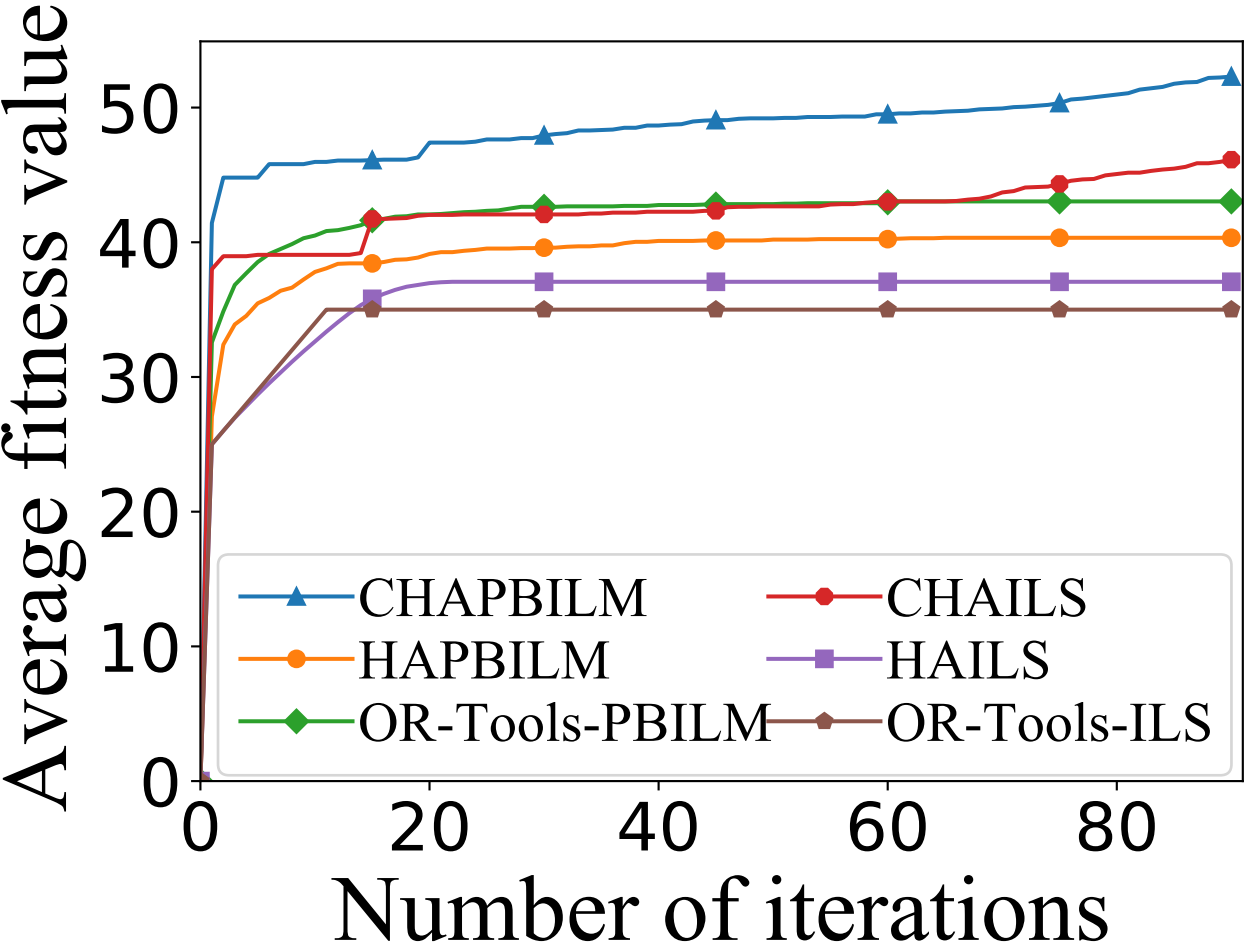 Average fitness value
50
40
30
20
10
0
CHAPBILM
HAPBILM
OR-Tools-PBILM
CHAILS
HAILS
OR-Tools-ILS
0 20 40 60 80
Number of iterations